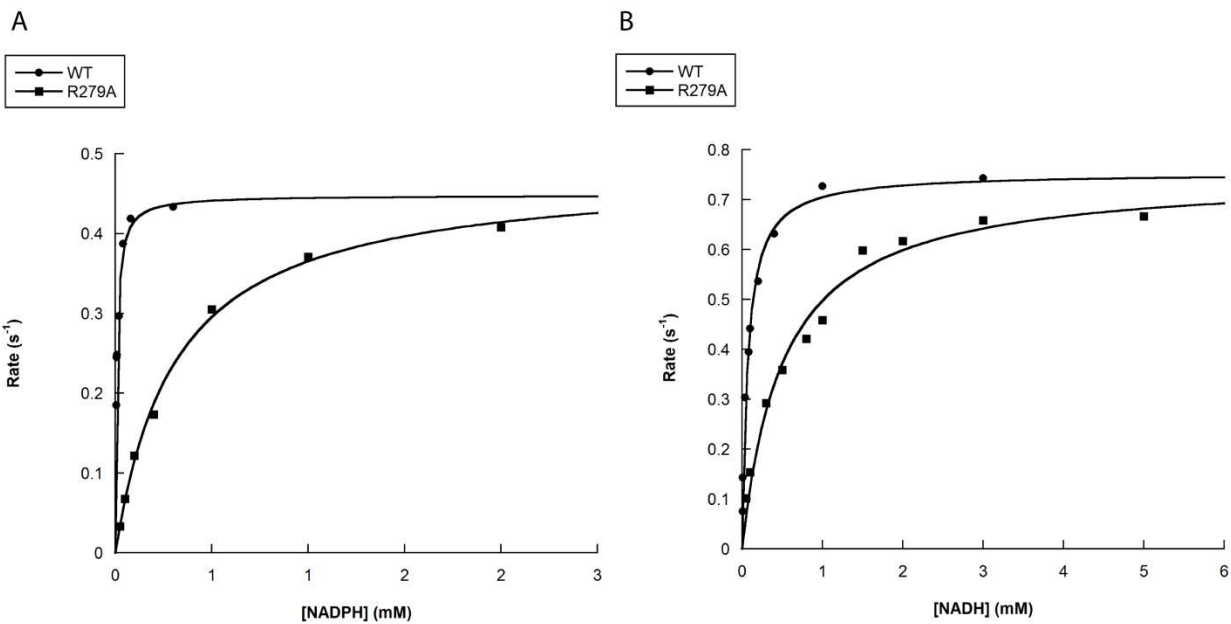 A
WT
R279A
0.5
0.4
0.3
0.2
0.1
0
Rate (s⁻¹)
0 1 1 2 2 3
[NADPH] (mM)
B
WT
R279A
0.8
0.7
0.6
0.5
0.4
0.3
0.2
0.1
0
Rate (s⁻¹)
0 1 2 3 4 5 6
[NADH] (mM)